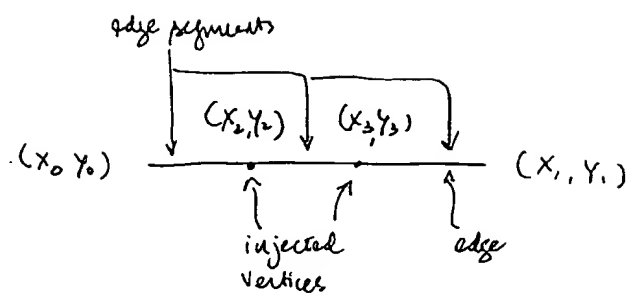 edge segments
(X2,Y2) (X3,Y3)
(X0 Y0) (X1, Y1)
injected edge
vertices